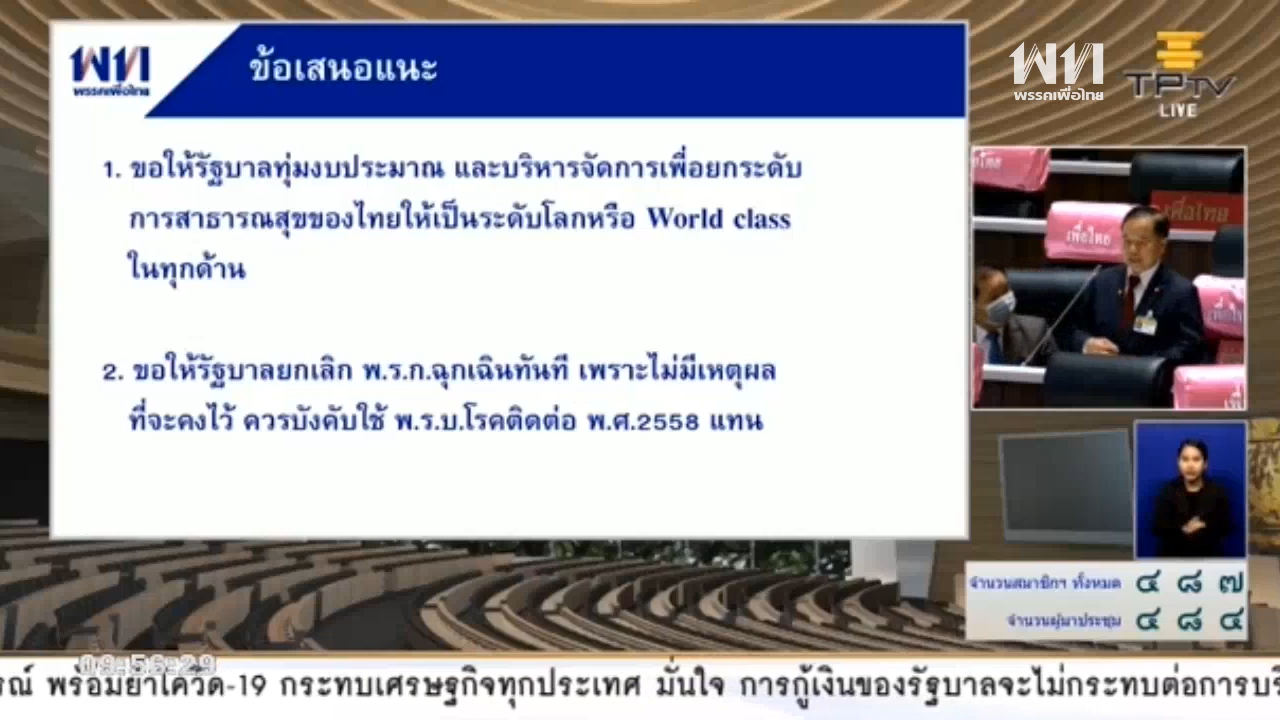 พท
พรรคเพื่อไทย
ข้อเสนอแนะ
พท
พรรคเพื่อไทย
TPTV
LIVE
1. ขอให้รัฐบาลทุ่มงบประมาณ และบริหารจัดการเพื่อยกระดับ
การสาธารณสุขของไทยให้เป็นระดับโลกหรือ World class
ในทุกด้าน
2. ขอให้รัฐบาลยกเลิก พ.ร.ก.ฉุกเฉินทันที เพราะไม่มีเหตุผล
ที่จะคงไว้ ควรบังคับใช้ พ.ร.บ.โรคติดต่อ พ.ศ.2558 แทน
เพื่อไทย
เพื่อไทย
จำนวนสมาชิกฯ ทั้งหมด ๔ ๘ ๗
จำนวนผู้มาประชุม ๔ ๘ ๔
พร้อมยาโควิด-19 กระทบเศรษฐกิจทุกประเทศ มั่นใจ การกู้เงินของรัฐบาลจะไม่กระทบต่อการบริ